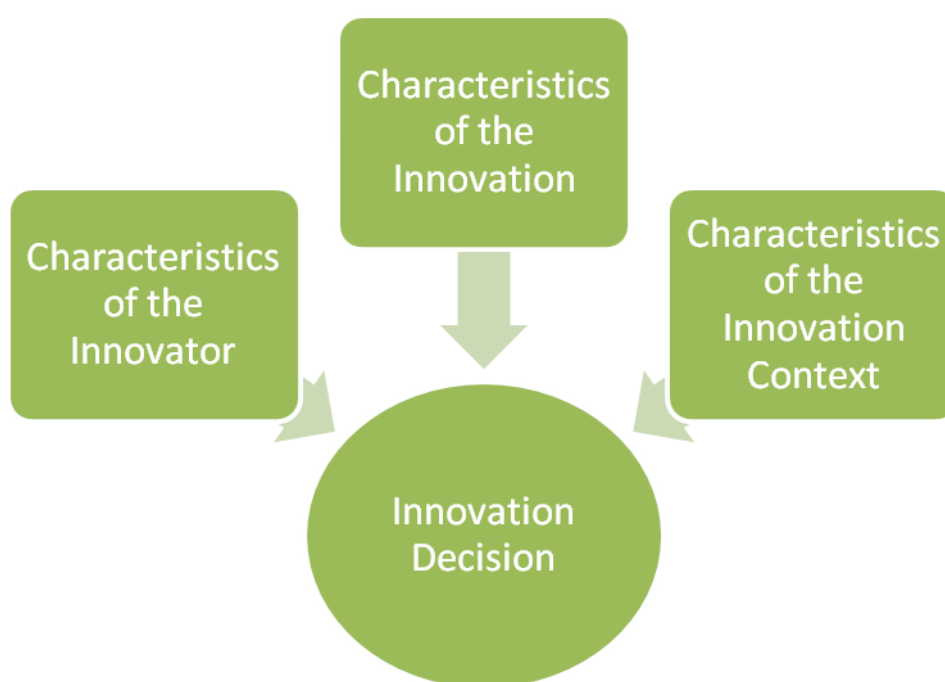 Characteristics
of the
Innovation
Characteristics
of the
Innovator
Characteristics
of the
Innovation
Context
Innovation
Decision